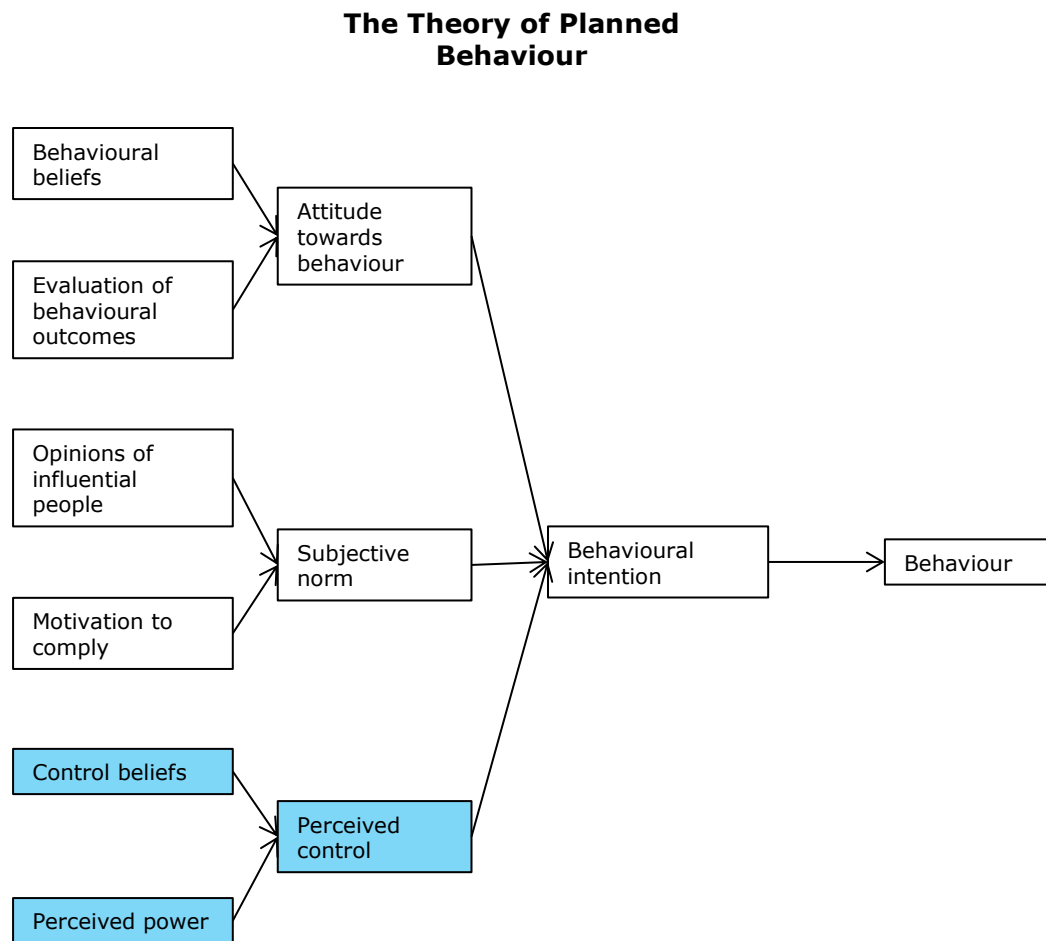 The Theory of Planned
Behaviour
Behavioural
beliefs
Attitude
towards
behaviour
Evaluation of
behavioural
outcomes
Opinions of
influential
people
Subjective
norm
Behavioural
intention
Behaviour
Motivation to
comply
Control beliefs
Perceived
control
Perceived power